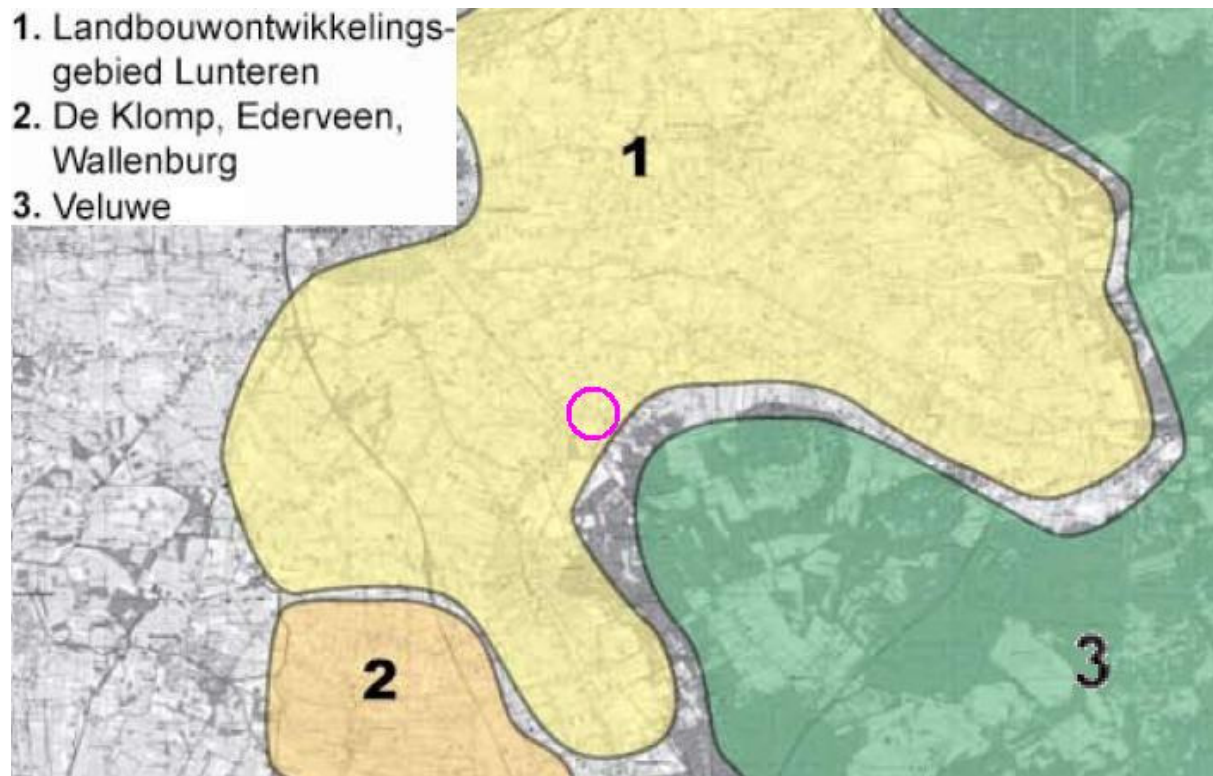 1. Landbouwontwikkelings-
gebied Lunteren
2. De Klomp, Ederveen,
Wallenburg
3. Veluwe
1
2
3